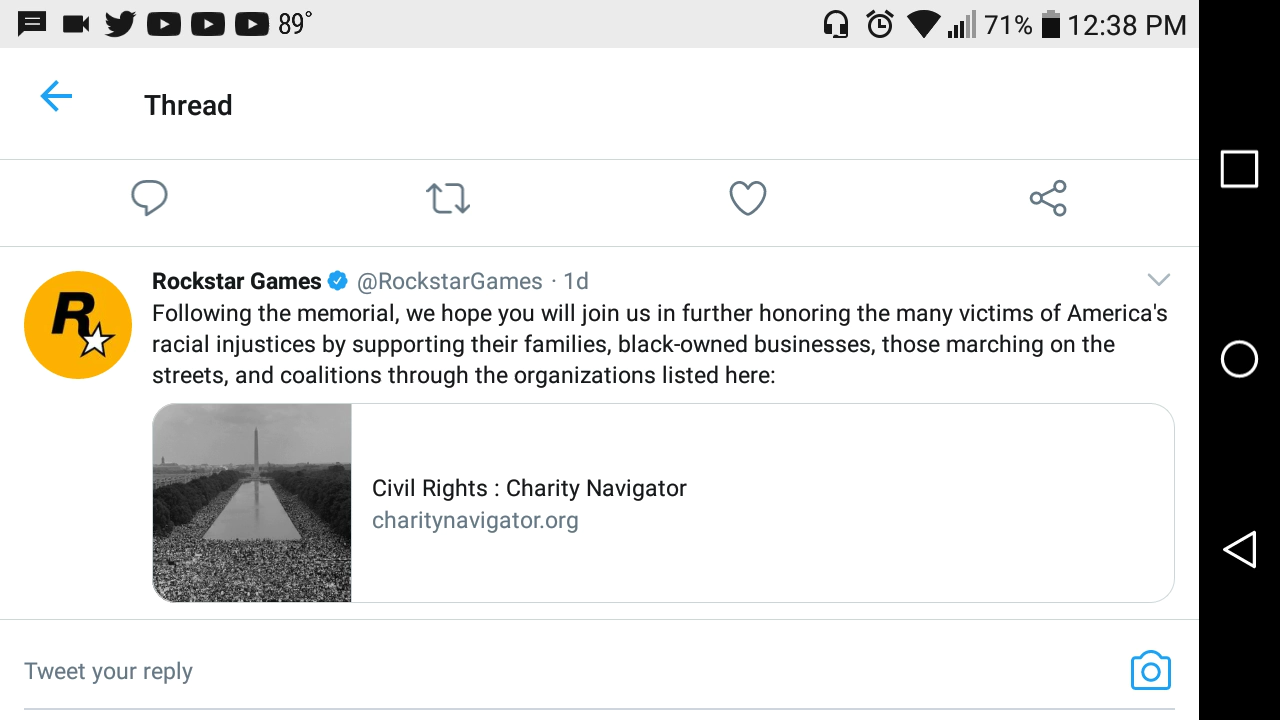 89° 71% 12:38 PM
Thread
Rockstar Games @RockstarGames · 1d
Following the memorial, we hope you will join us in further honoring the many victims of America's
racial injustices by supporting their families, black-owned businesses, those marching on the
streets, and coalitions through the organizations listed here:
R
Civil Rights : Charity Navigator
charitynavigator.org
Tweet your reply